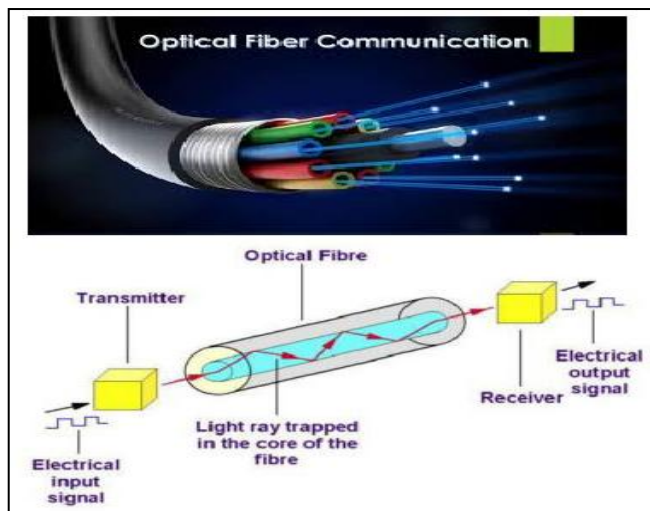 Optical Fiber Communication
Optical Fibre
Transmitter
Electrical
output
signal
Receiver
Light ray trapped
in the core of the
fibre
Electrical
input
signal